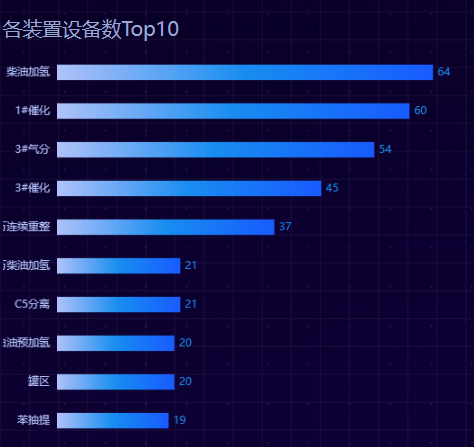 各装置设备数Top10
柴油加氢 64
1#催化 60
3#气分 54
3#催化 45
连续重整 37
柴油加氢 21
C5分离 21
油预加氢 20
罐区 20
苯抽提 19